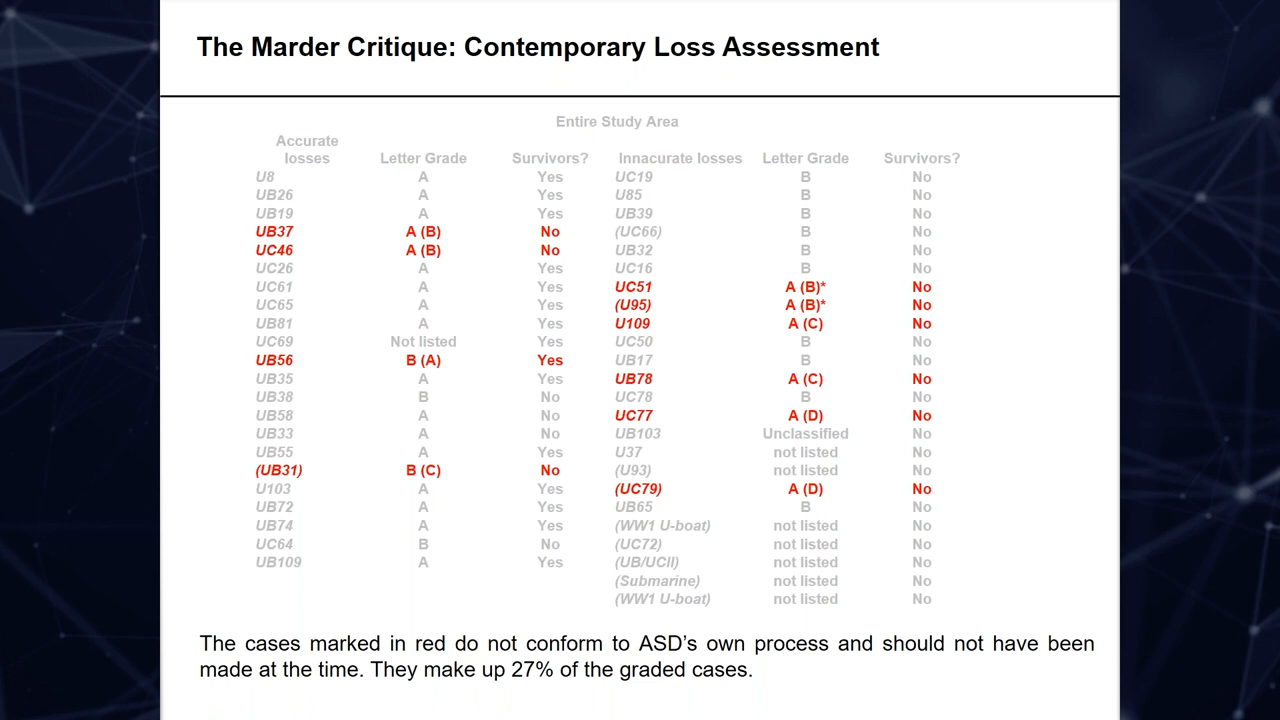 The Marder Critique: Contemporary Loss Assessment
Entire Study Area
Accurate
losses Letter Grade Survivors? Innacurate losses Letter Grade Survivors?
U8 A Yes UC19 B No
UB26 A Yes U85 B No
UB19 A Yes UB39 B No
UB37 A (B) No (UC66) B No
UC46 A (B) No UB32 B No
UC26 A Yes UC16 B No
UC61 A Yes UC51 A (B)* No
UC65 A Yes (U95) A (B)* No
UB81 A Yes U109 A (C) No
UC69 Not listed Yes UC50 B No
UB56 B (A) Yes UB17 B No
UB35 A Yes UB78 A (C) No
UB38 B No UC78 B No
UB58 A No UC77 A (D) No
UB33 A No UB103 Unclassified No
UB55 A Yes U37 not listed No
(UB31) B (C) No (U93) not listed No
U103 A Yes (UC79) A (D) No
UB72 A Yes UB65 B No
UB74 A Yes (WW1 U-boat) not listed No
UC64 B No (UC72) not listed No
UB109 A Yes (UB/UCII) not listed No
(Submarine) not listed No
(WW1 U-boat) not listed No
The cases marked in red do not conform to ASD's own process and should not have been
made at the time. They make up 27% of the graded cases.